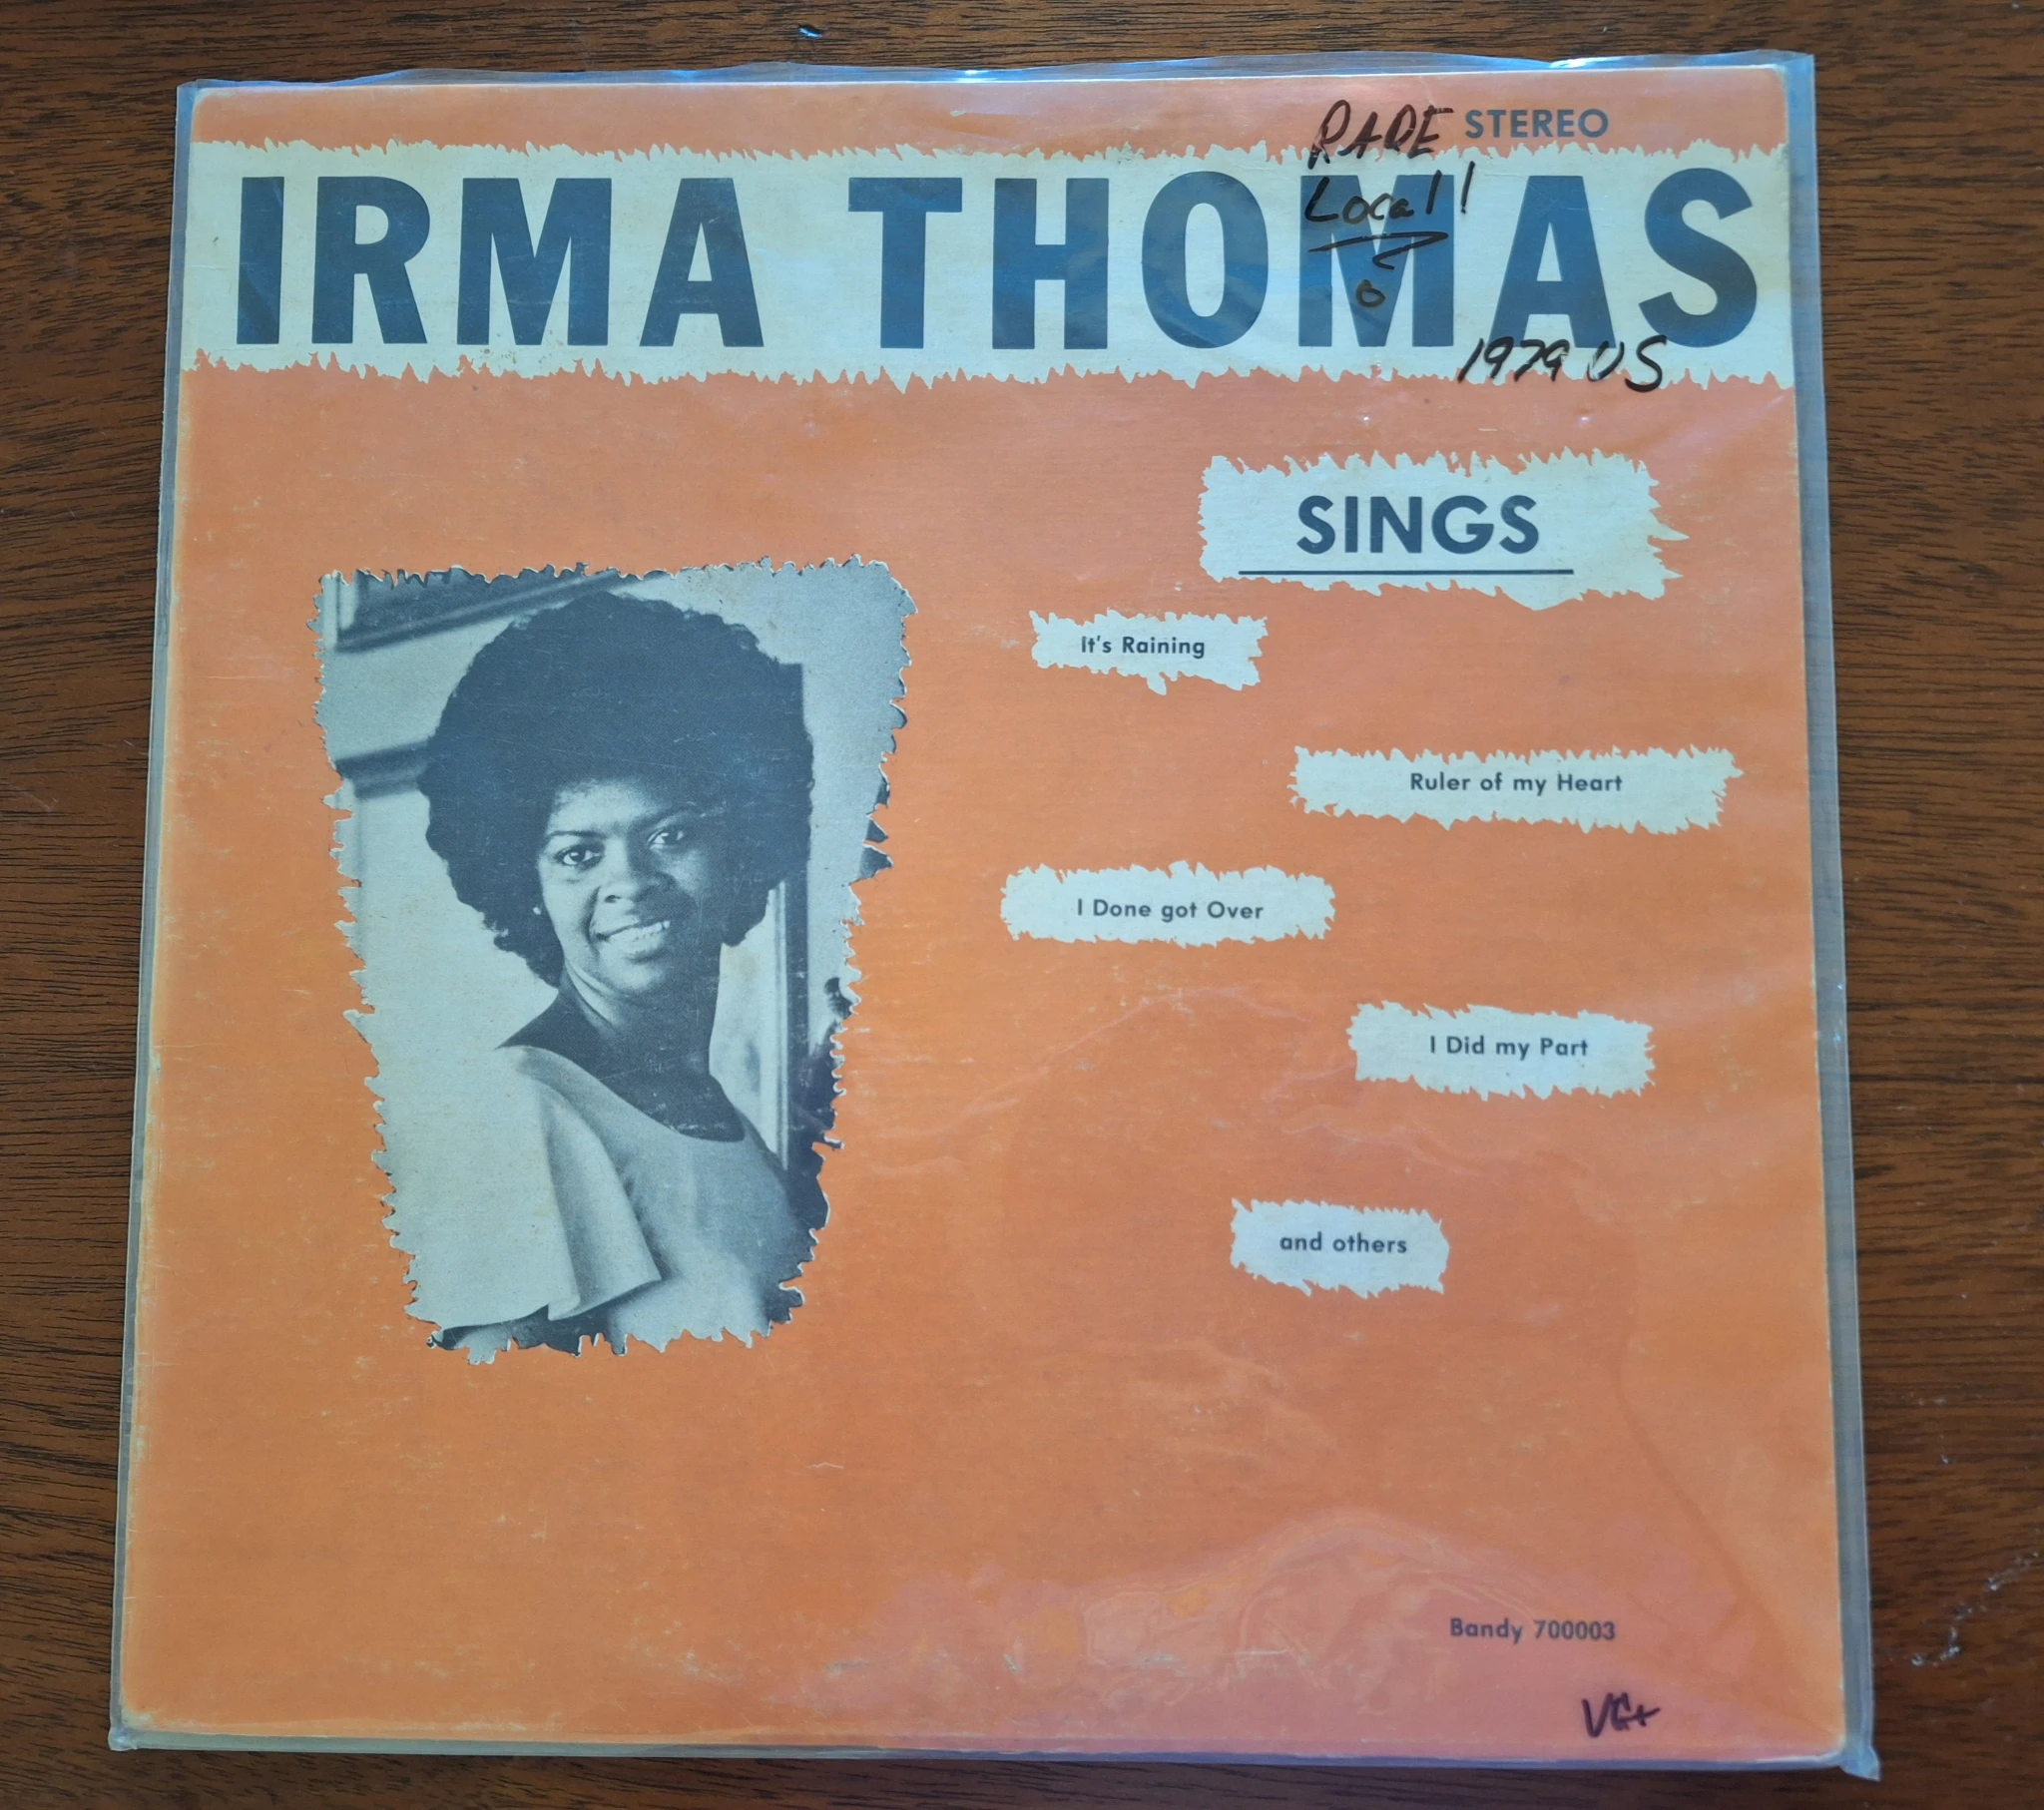 RARE STEREO
Local!
IRMA THOMAS
1979 US
SINGS
It's Raining
Ruler of my Heart
I Done got Over
I Did my Part
and others
Bandy 700003
VG+